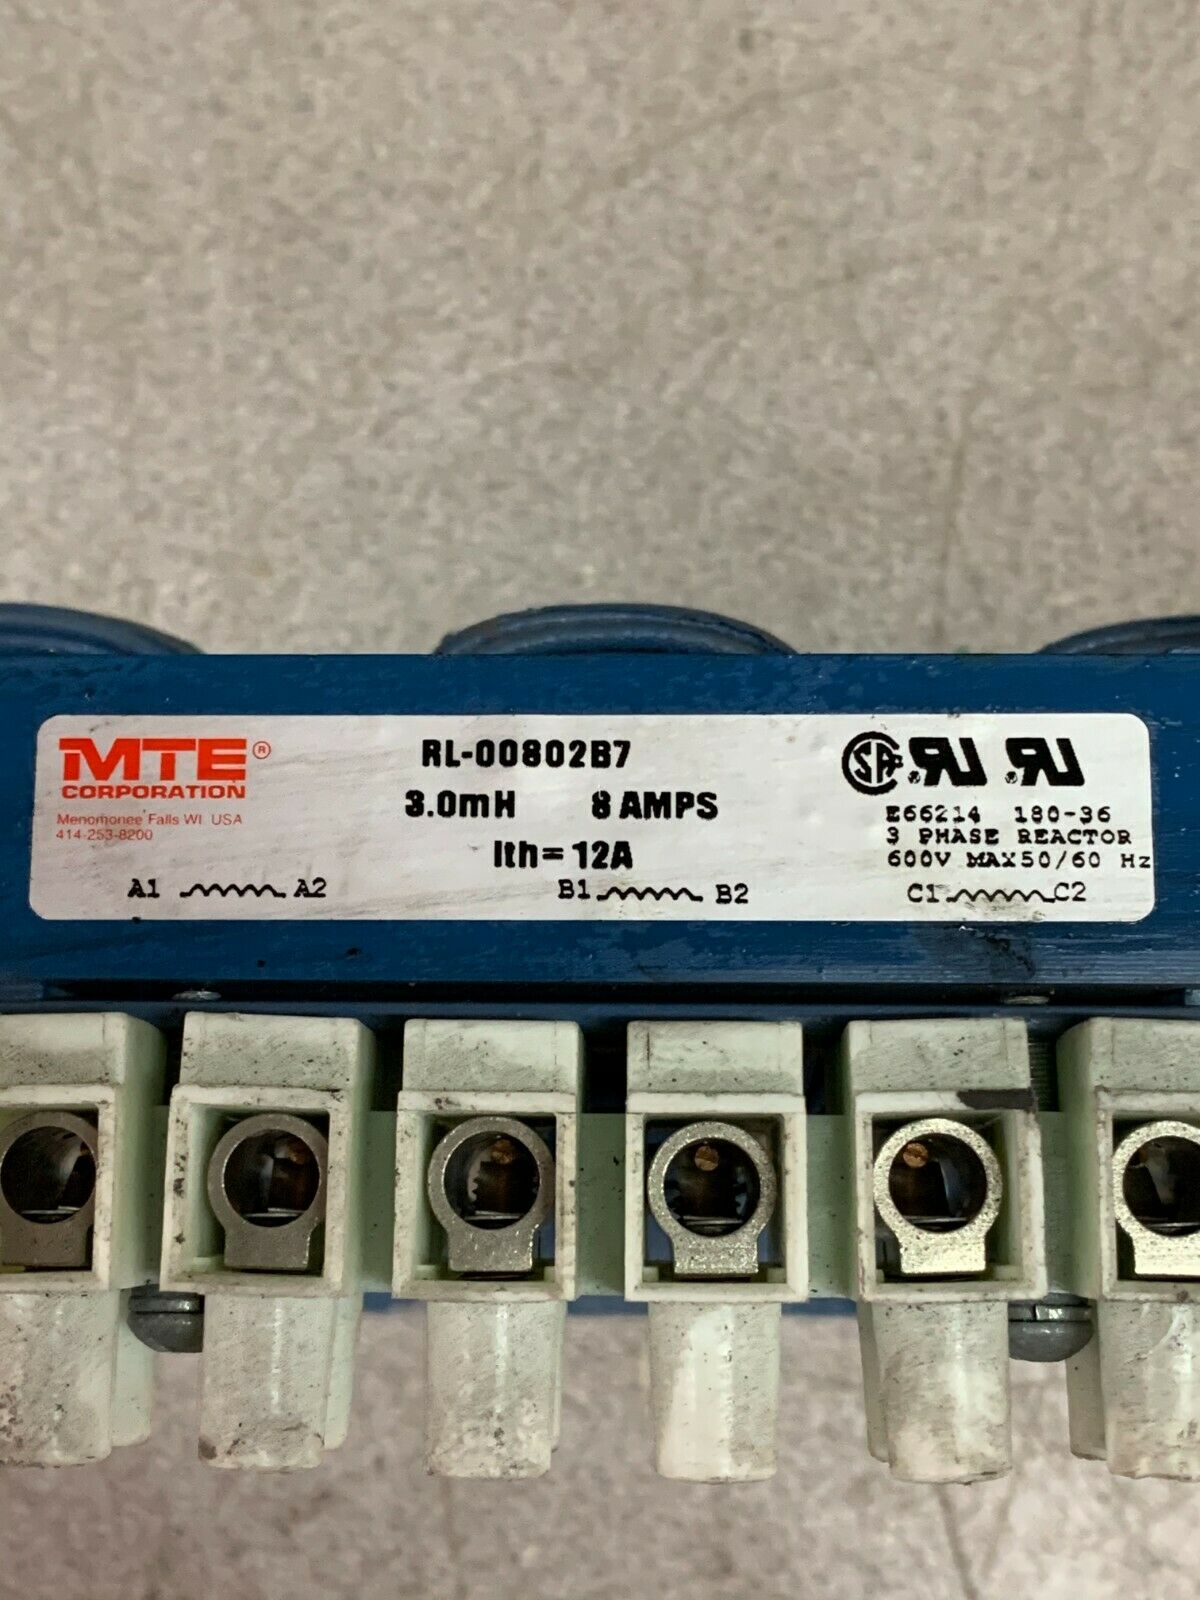 MTE®
CORPORATION
Menomonee Falls WI USA
414-253-8200
RL-00802B7
3.0mH 8 AMPS
Ith= 12A
E66214 180-36
3 PHASE REACTOR
600V MAX50/60 Hz
A1 A2 B1 B2 C1 C2